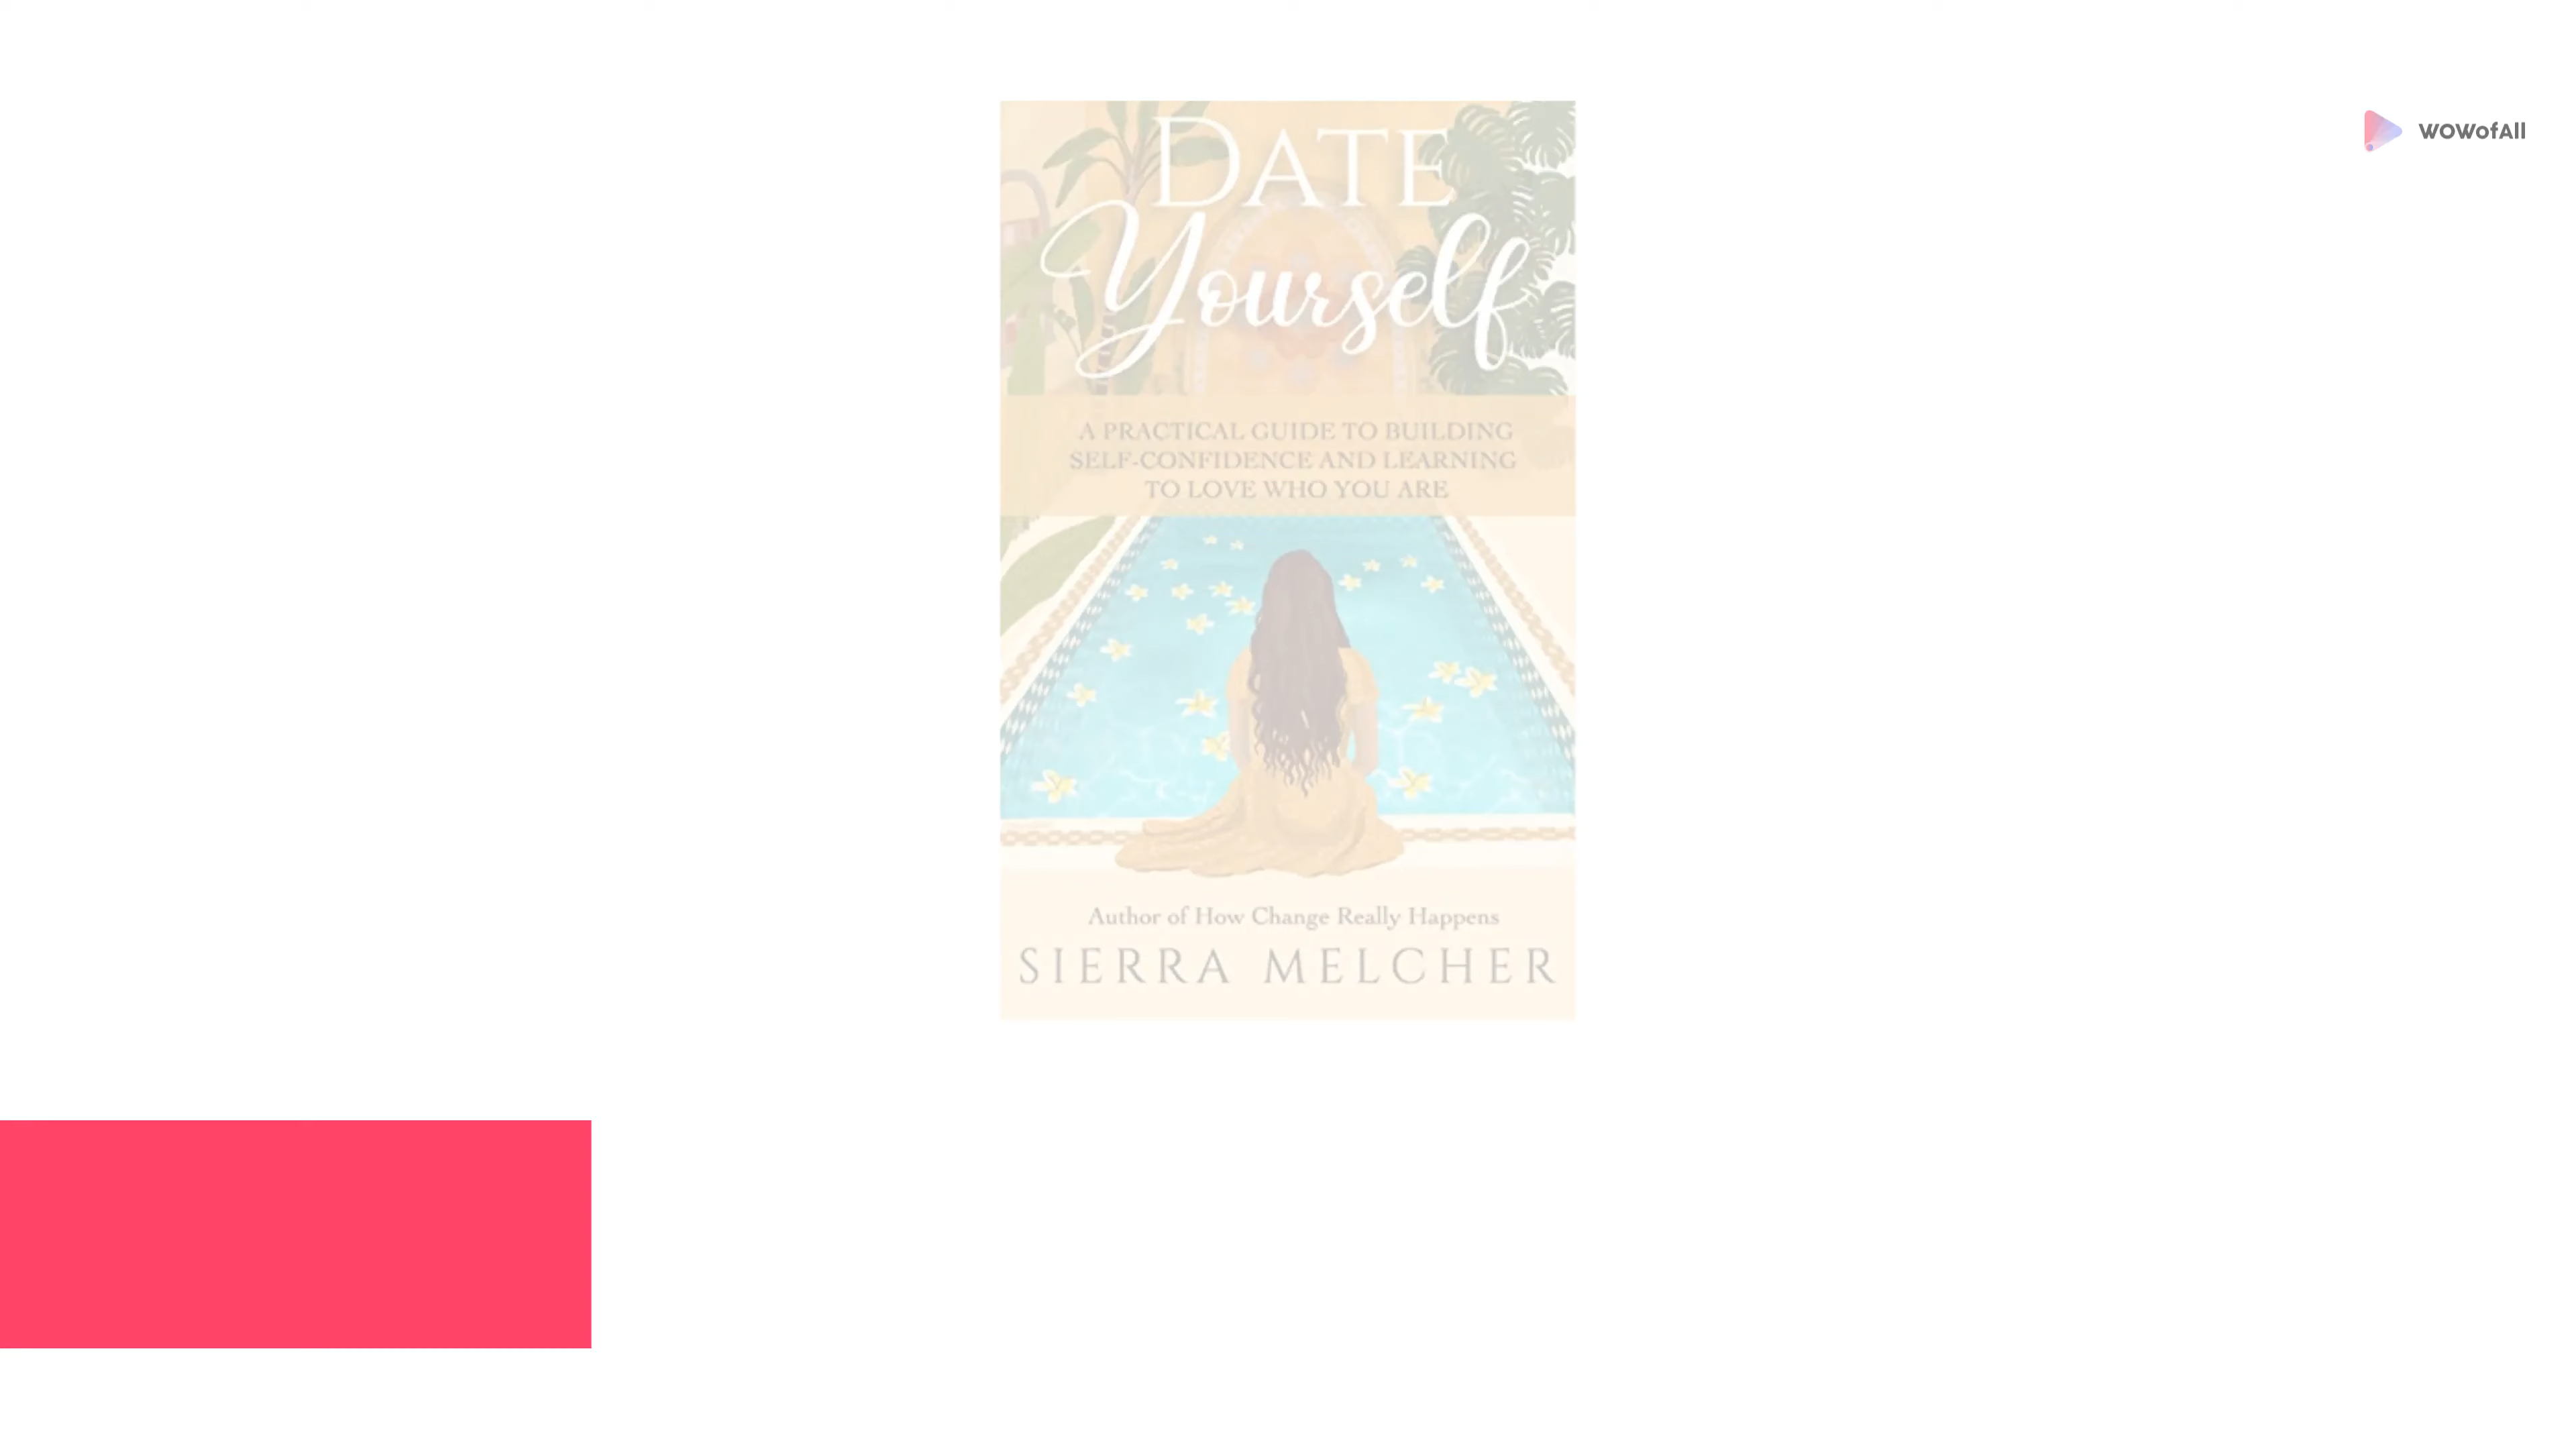 DATE
Yourself
A PRACTICAL GUIDE TO BUILDING
SELF-CONFIDENCE AND LEARNING
TO LOVE WHO YOU ARE
Author of How Change Really Happens
SIERRA MELCHER
WOWofAll